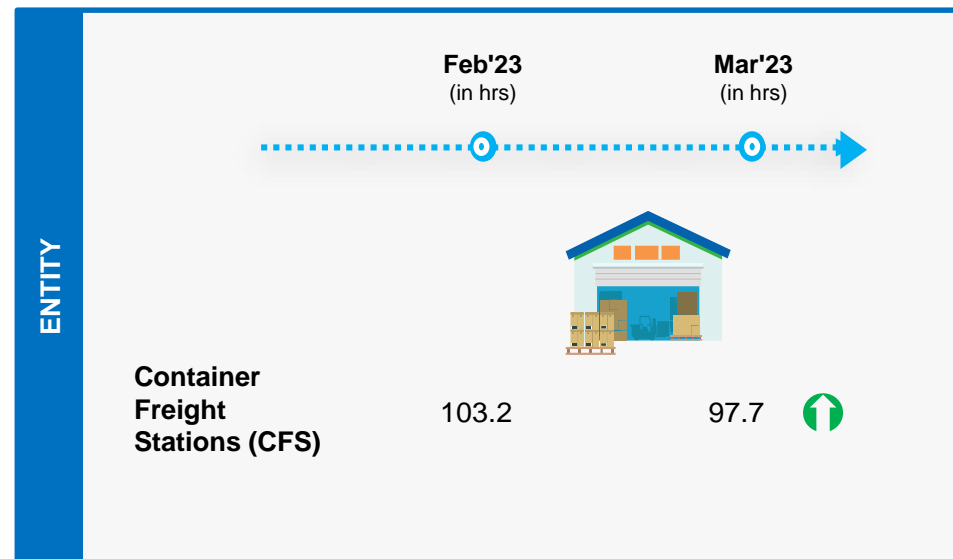 Feb'23 Mar'23
(in hrs) (in hrs)
ENTITY
Container
Freight 103.2 97.7
Stations (CFS)